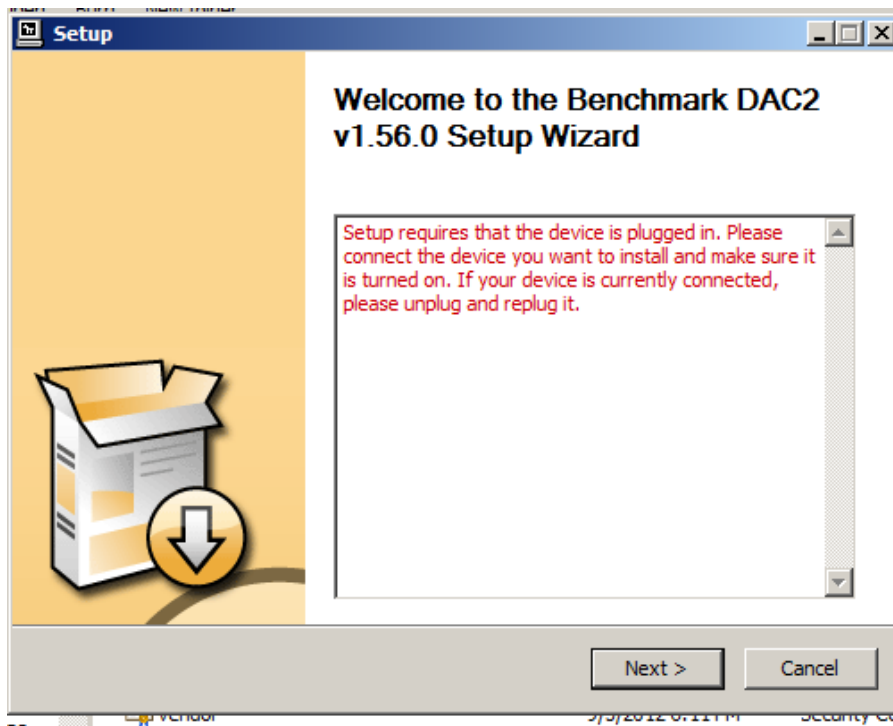 Setup
Welcome to the Benchmark DAC2
v1.56.0 Setup Wizard
Setup requires that the device is plugged in. Please
connect the device you want to install and make sure it
is turned on. If your device is currently connected,
please unplug and replug it.
Next >
Cancel